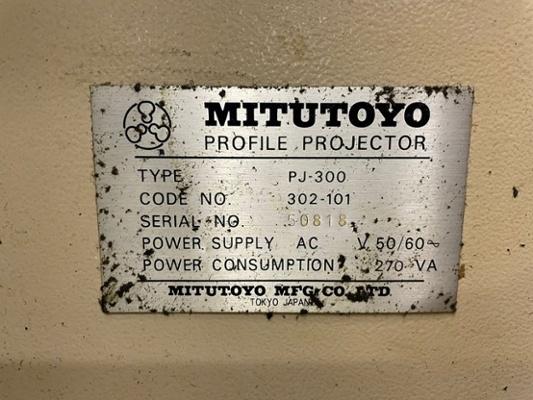 MITUTOYO
PROFILE PROJECTOR
TYPE PJ-300
CODE NO. 302-101
SERIAL NO. 50818
POWER SUPPLY AC V 50/60~
POWER CONSUMPTION 270 VA
MITUTOYO MFG. CO., LTD.
TOKYO JAPAN